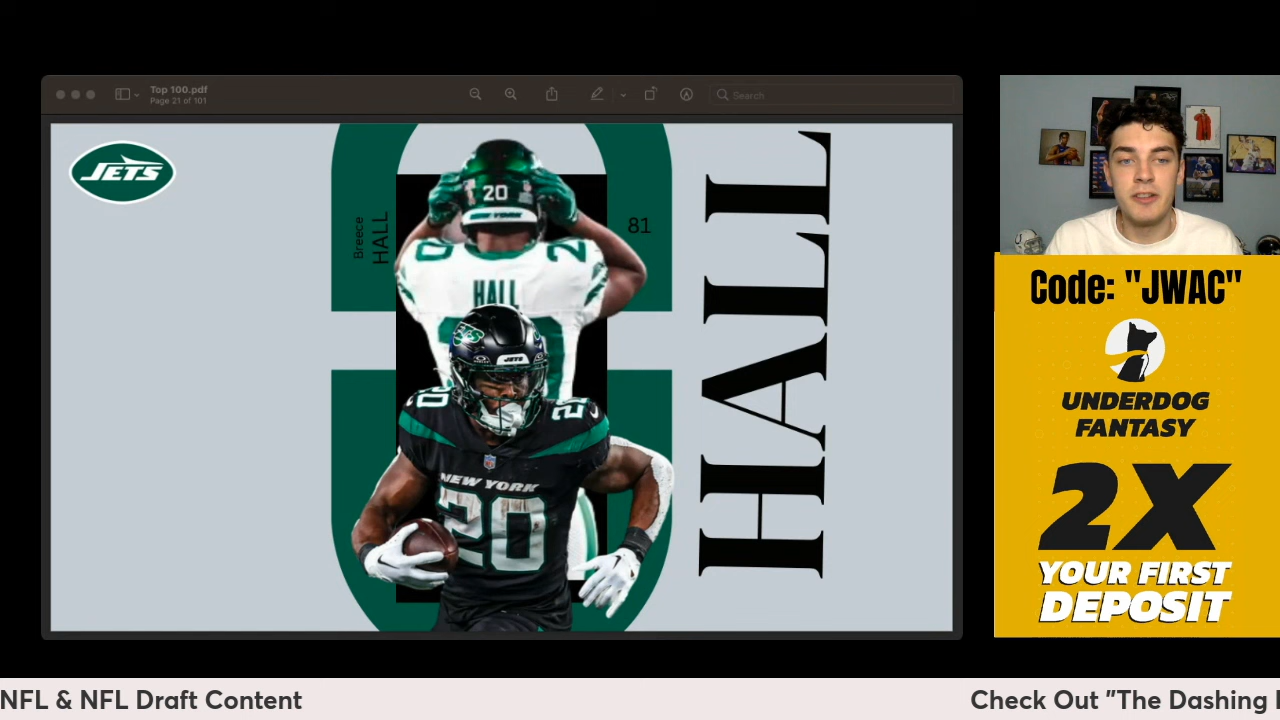 Top 100.pdf
Page 21 of 101
Search
JETS
Breece
HALL
81
20
NEW YORK
20
2
HALL
JETS
20
20
NEW YORK
20
HALL
Code: "JWAC"
UNDERDOG
FANTASY
2X
YOUR FIRST
DEPOSIT
NFL & NFL Draft Content
Check Out "The Dashing